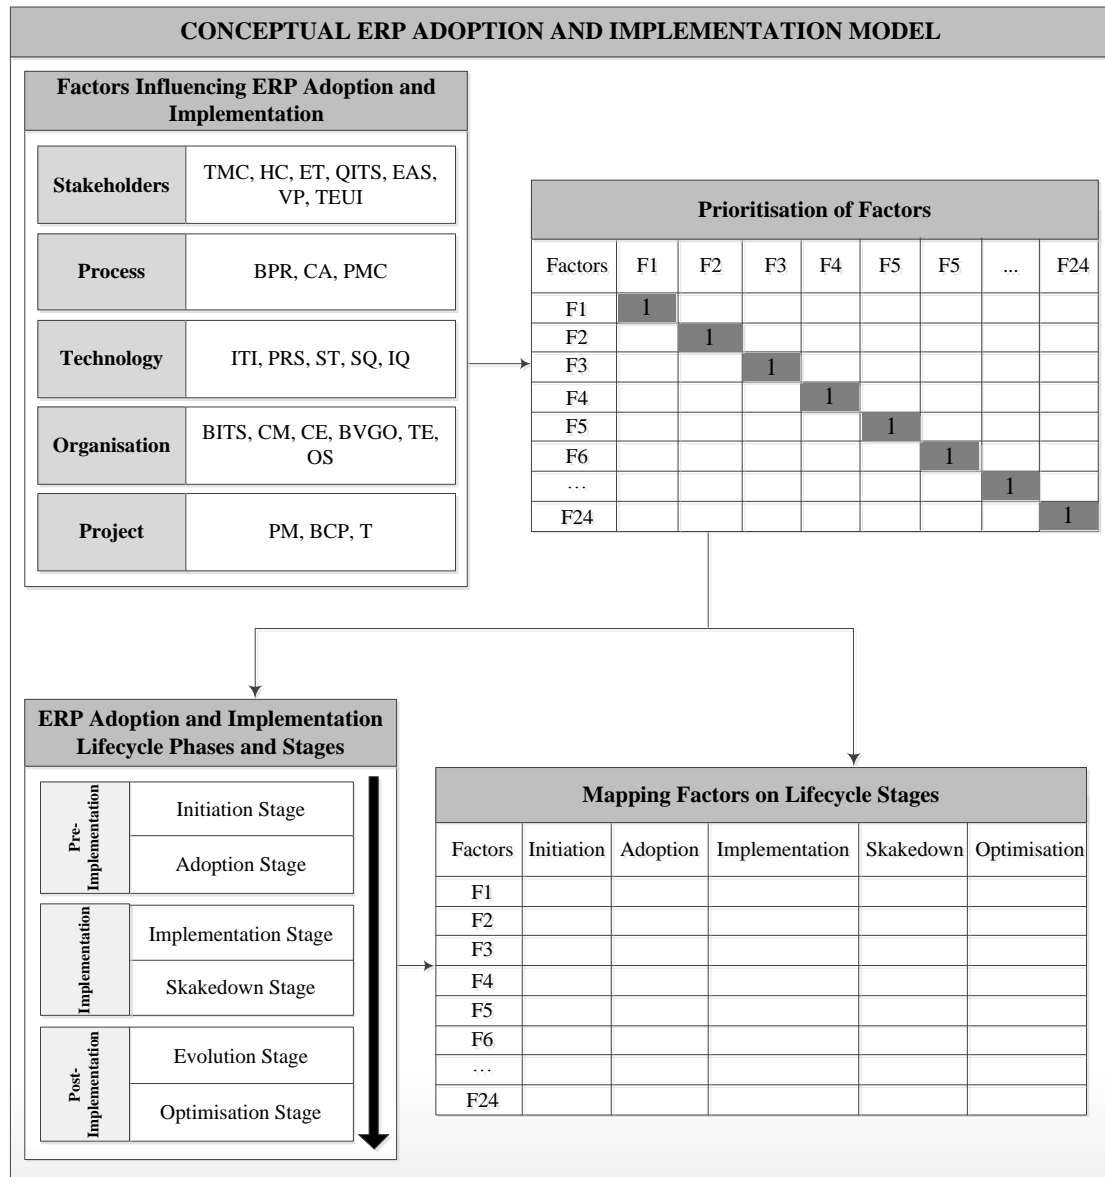 CONCEPTUAL ERP ADOPTION AND IMPLEMENTATION MODEL
Factors Influencing ERP Adoption and
Implementation
Stakeholders
TMC, HC, ET, QITS, EAS,
VP, TEUI
Process
BPR, CA, PMC
Technology
ITI, PRS, ST, SQ, IQ
Organisation
BITS, CM, CE, BVGO, TE,
OS
Project
PM, BCP, T
Prioritisation of Factors
Factors F1 F2 F3 F4 F5 F5 ... F24
F1 1
F2 1
F3 1
F4 1
F5 1
F6 1
... 1
F24 1
ERP Adoption and Implementation
Lifecycle Phases and Stages
Pre-
Implementation
Initiation Stage
Adoption Stage
Implementation
Implementation Stage
Skakedown Stage
Post-
Implementation
Evolution Stage
Optimisation Stage
Mapping Factors on Lifecycle Stages
Factors Initiation Adoption Implementation Skakedown Optimisation
F1
F2
F3
F4
F5
F6
...
F24